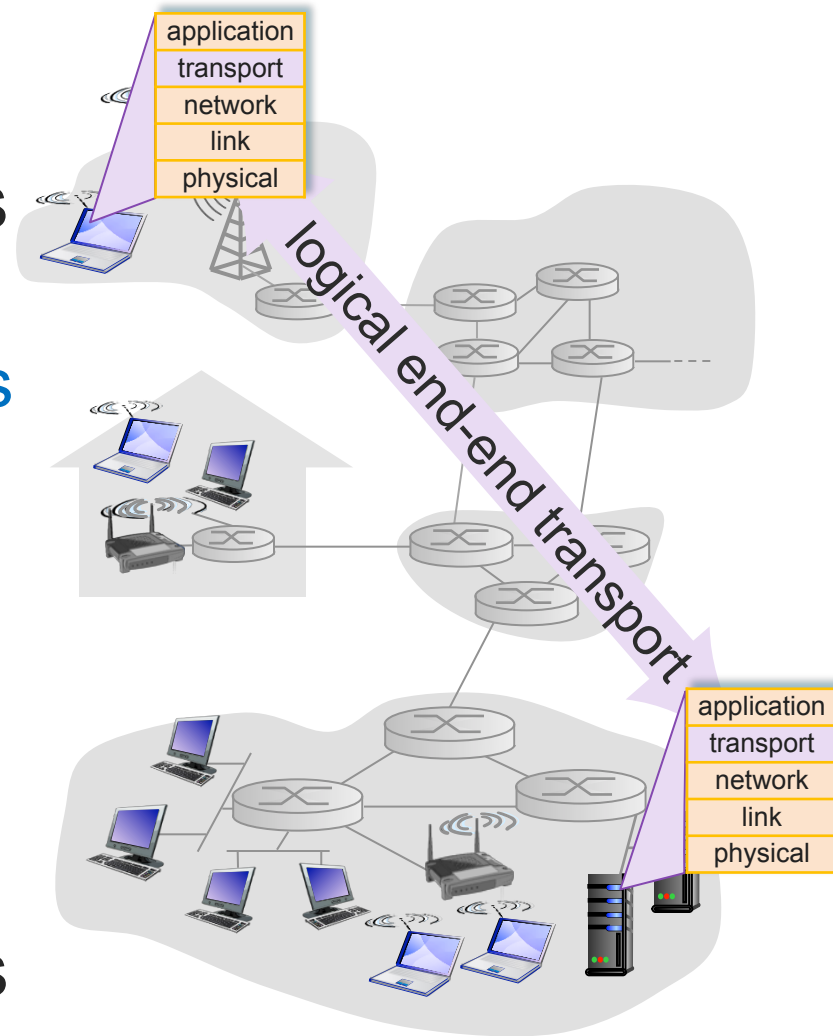 application
transport
network
link
physical
s
s
logical end-end transport
application
transport
network
link
physical
s